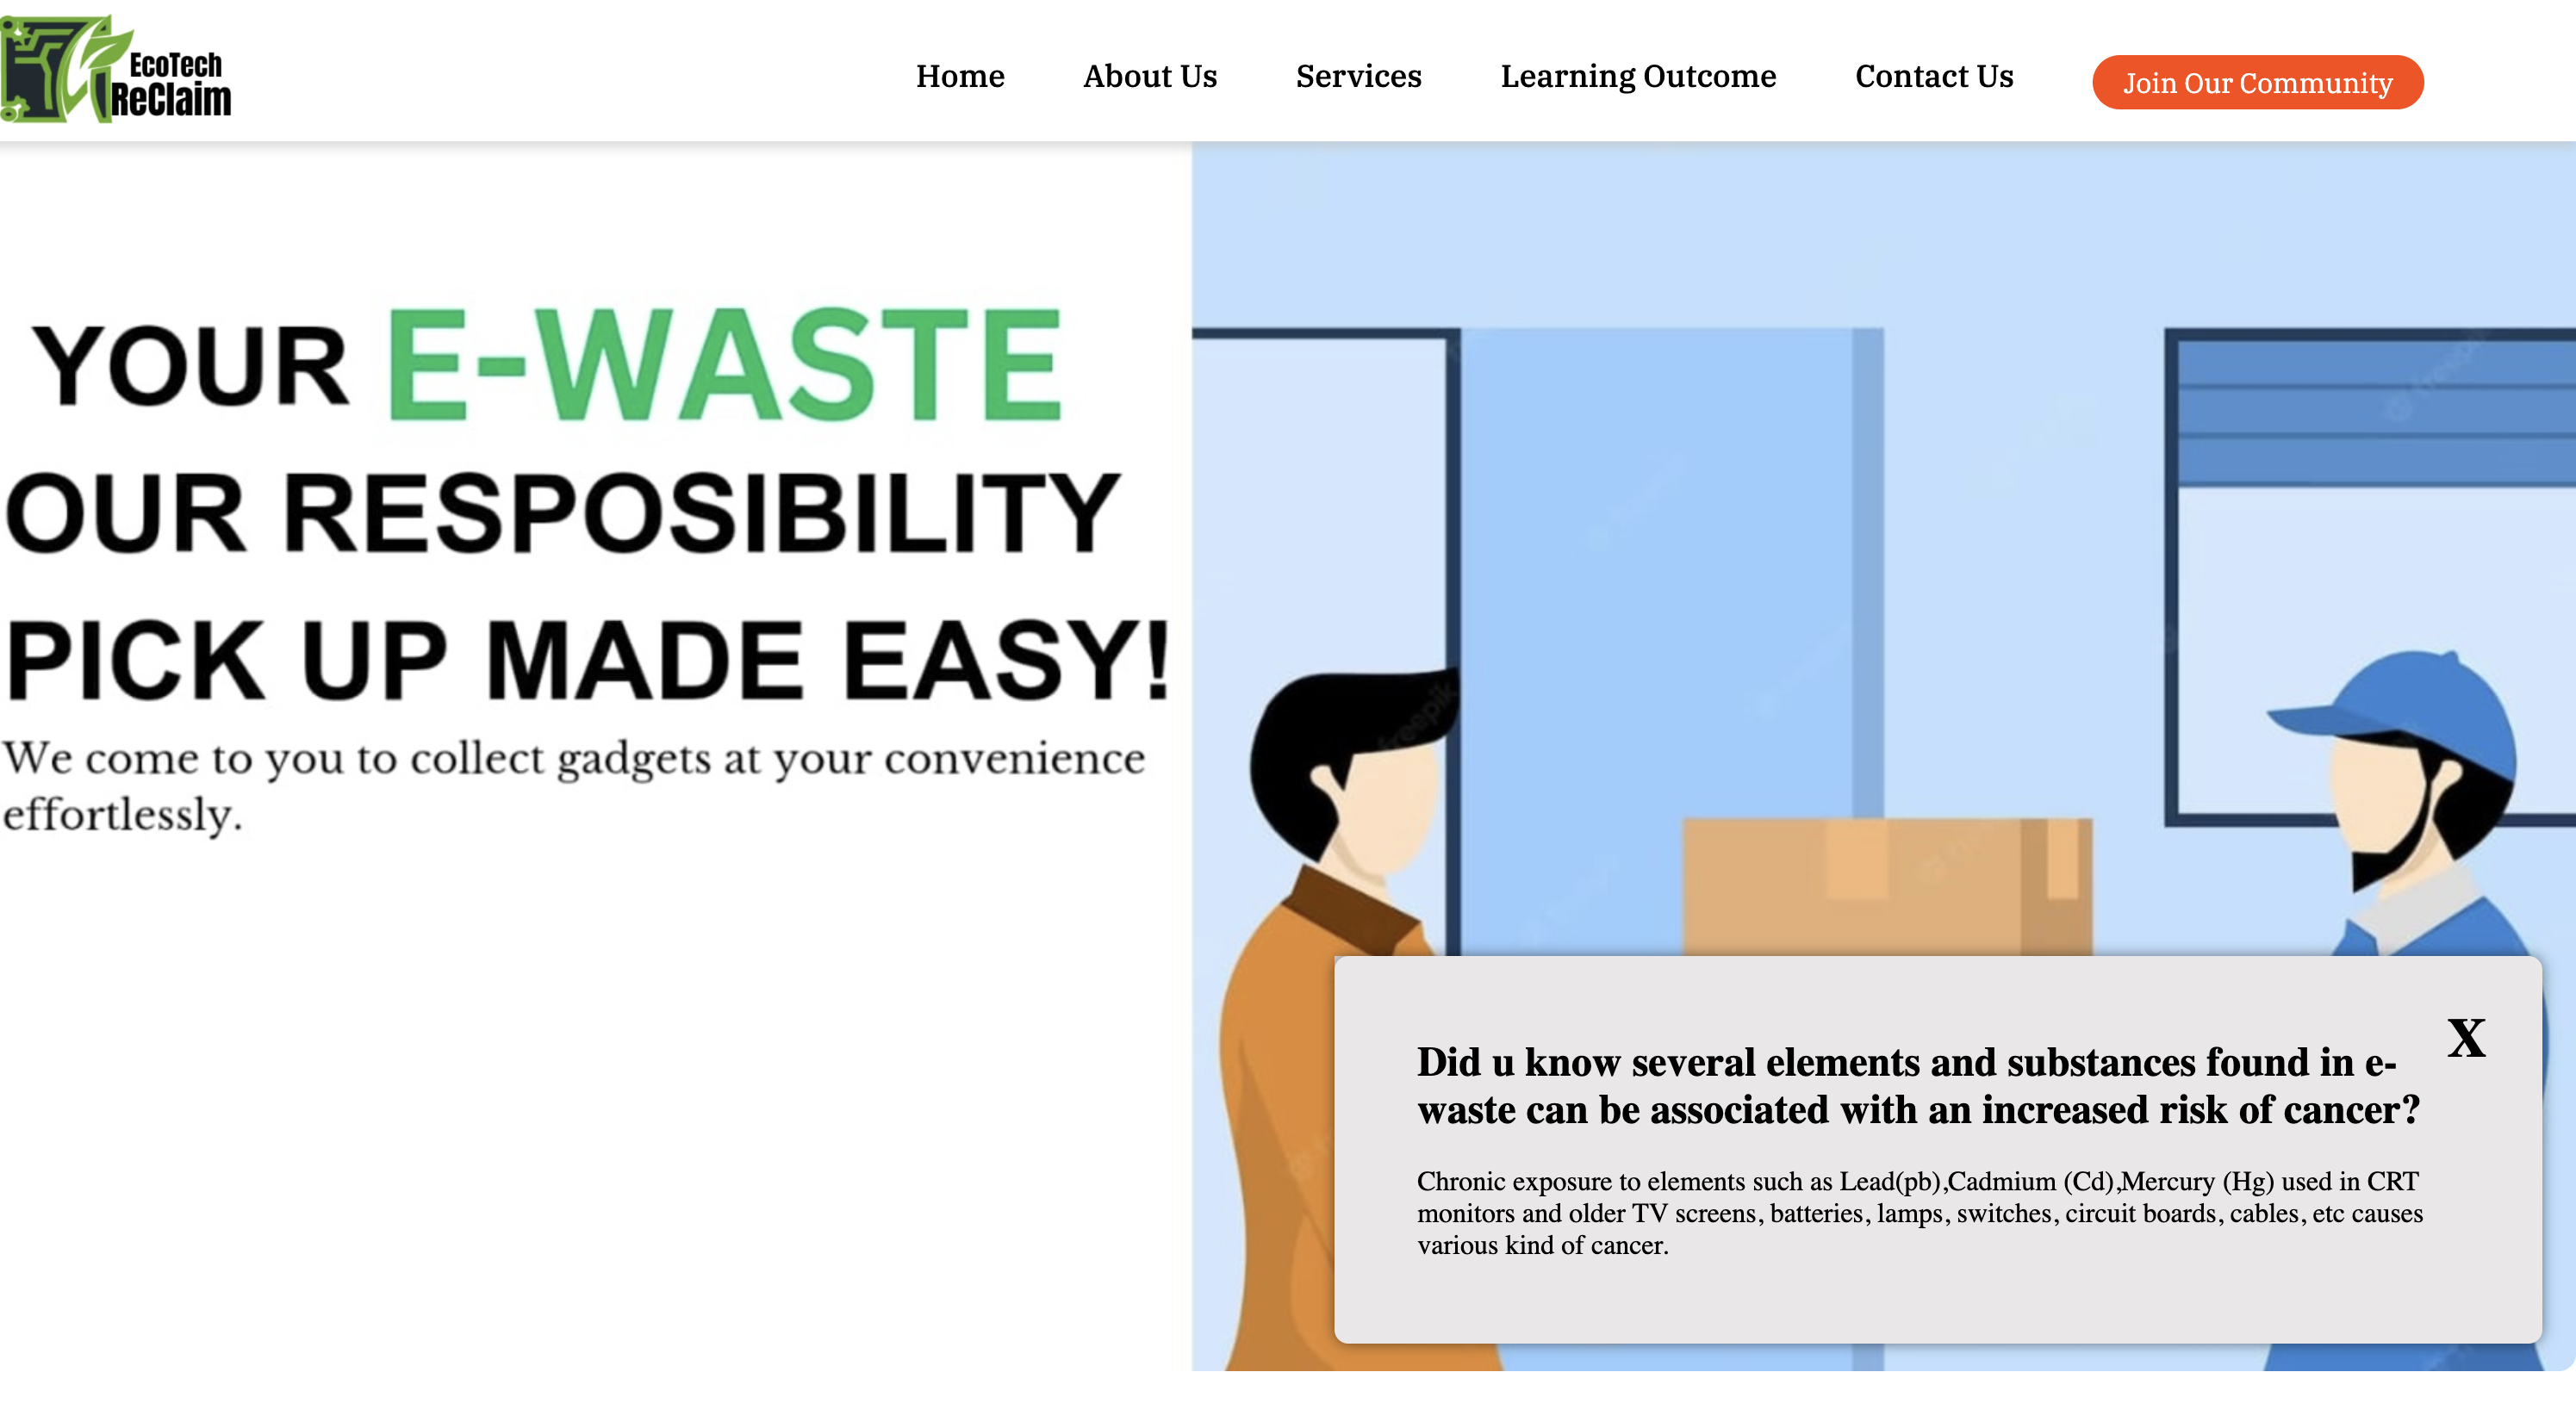 EcoTech
ReClaim
Home
About Us
Services
Learning Outcome
Contact Us
Join Our Community
YOUR E-WASTE
OUR RESPOSIBILITY
PICK UP MADE EASY!
We come to you to collect gadgets at your convenience
effortlessly.
freepik
freepik
X
Did u know several elements and substances found in e-
waste can be associated with an increased risk of cancer?
Chronic exposure to elements such as Lead(pb),Cadmium (Cd),Mercury (Hg) used in CRT
monitors and older TV screens, batteries, lamps, switches, circuit boards, cables, etc causes
various kind of cancer.